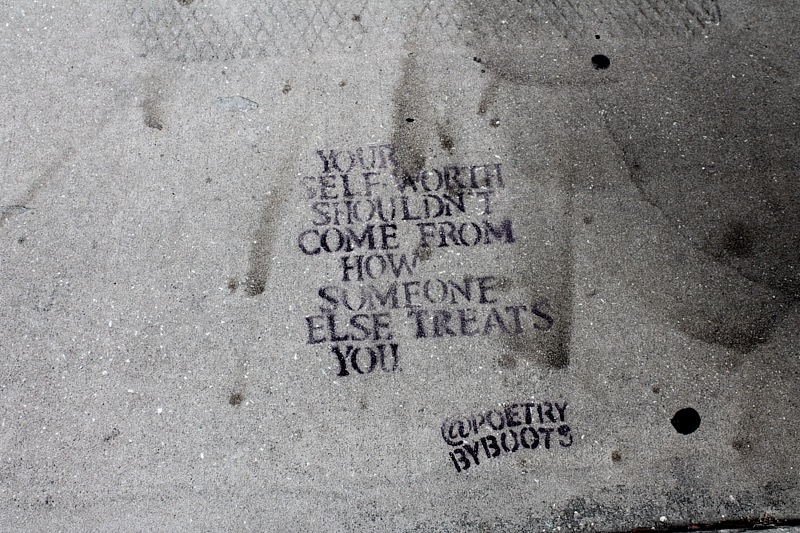 YOUR
SELF WORTH
SHOULDN'T
COME FROM
HOW
SOMEONE
ELSE TREATS
YOU
@POETRY
BYBOOTS